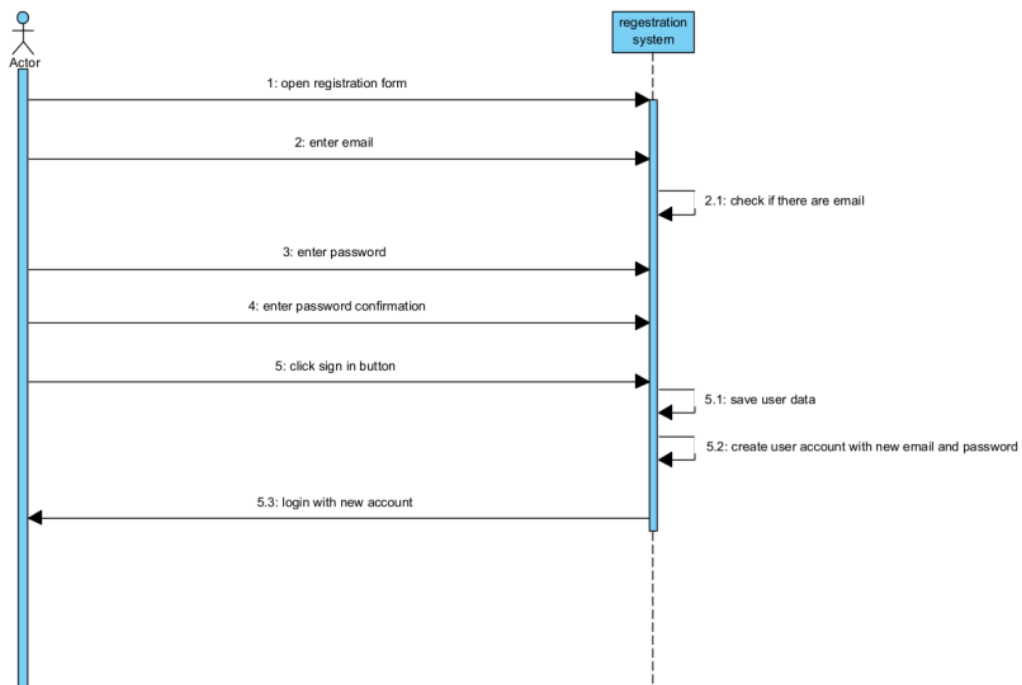 Actor
regestration
system
1: open registration form
2: enter email
2.1: check if there are email
3: enter password
4: enter password confirmation
5: click sign in button
5.1: save user data
5.2: create user account with new email and password
5.3: login with new account